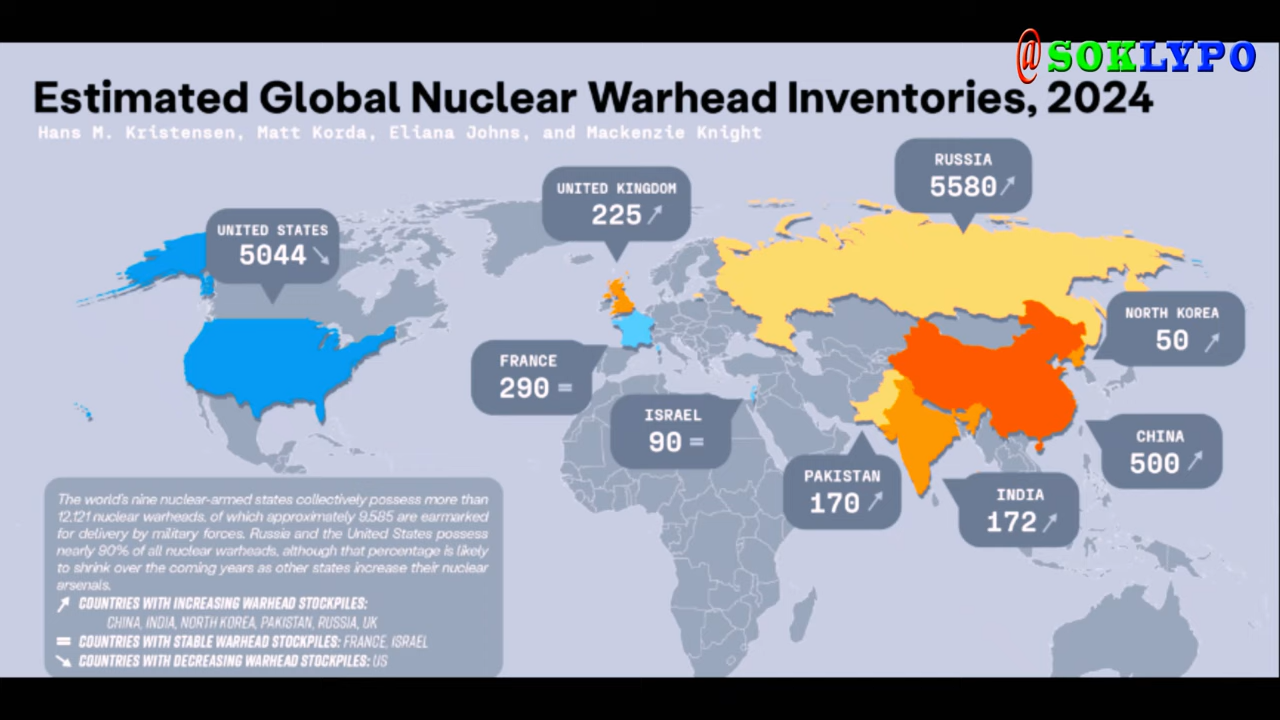 @SOKLYPO
Estimated Global Nuclear Warhead Inventories, 2024
Hans M. Kristensen, Matt Korda, Eliana Johns, and Mackenzie Knight
RUSSIA
5580
UNITED KINGDOM
225
UNITED STATES
5044
NORTH KOREA
50
FRANCE
290 =
ISRAEL
90 =
CHINA
500
PAKISTAN
170
INDIA
172
The world's nine nuclear-armed states collectively possess more than
12,121 nuclear warheads, of which approximately 9,585 are earmarked
for delivery by military forces. Russia and the United States possess
nearly 90% of all nuclear warheads, although that percentage is likely
to shrink over the coming years as other states increase their nuclear
arsenals.
COUNTRIES WITH INCREASING WARHEAD STOCKPILES:
CHINA, INDIA, NORTH KOREA, PAKISTAN, RUSSIA, UK
= COUNTRIES WITH STABLE WARHEAD STOCKPILES: FRANCE, ISRAEL
COUNTRIES WITH DECREASING WARHEAD STOCKPILES: US